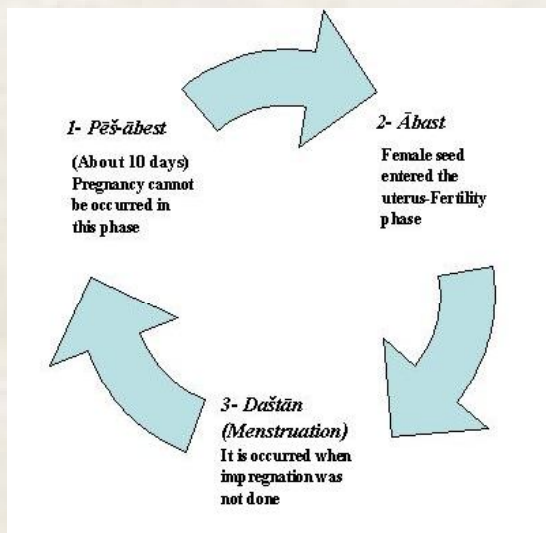 1- Pēš-ābest
(About 10 days)
Pregnancy cannot
be occurred in
this phase
2- Ābast
Female seed
entered the
uterus-Fertility
phase
3- Daštān
(Menstruation)
It is occurred when
impregnation was
not done